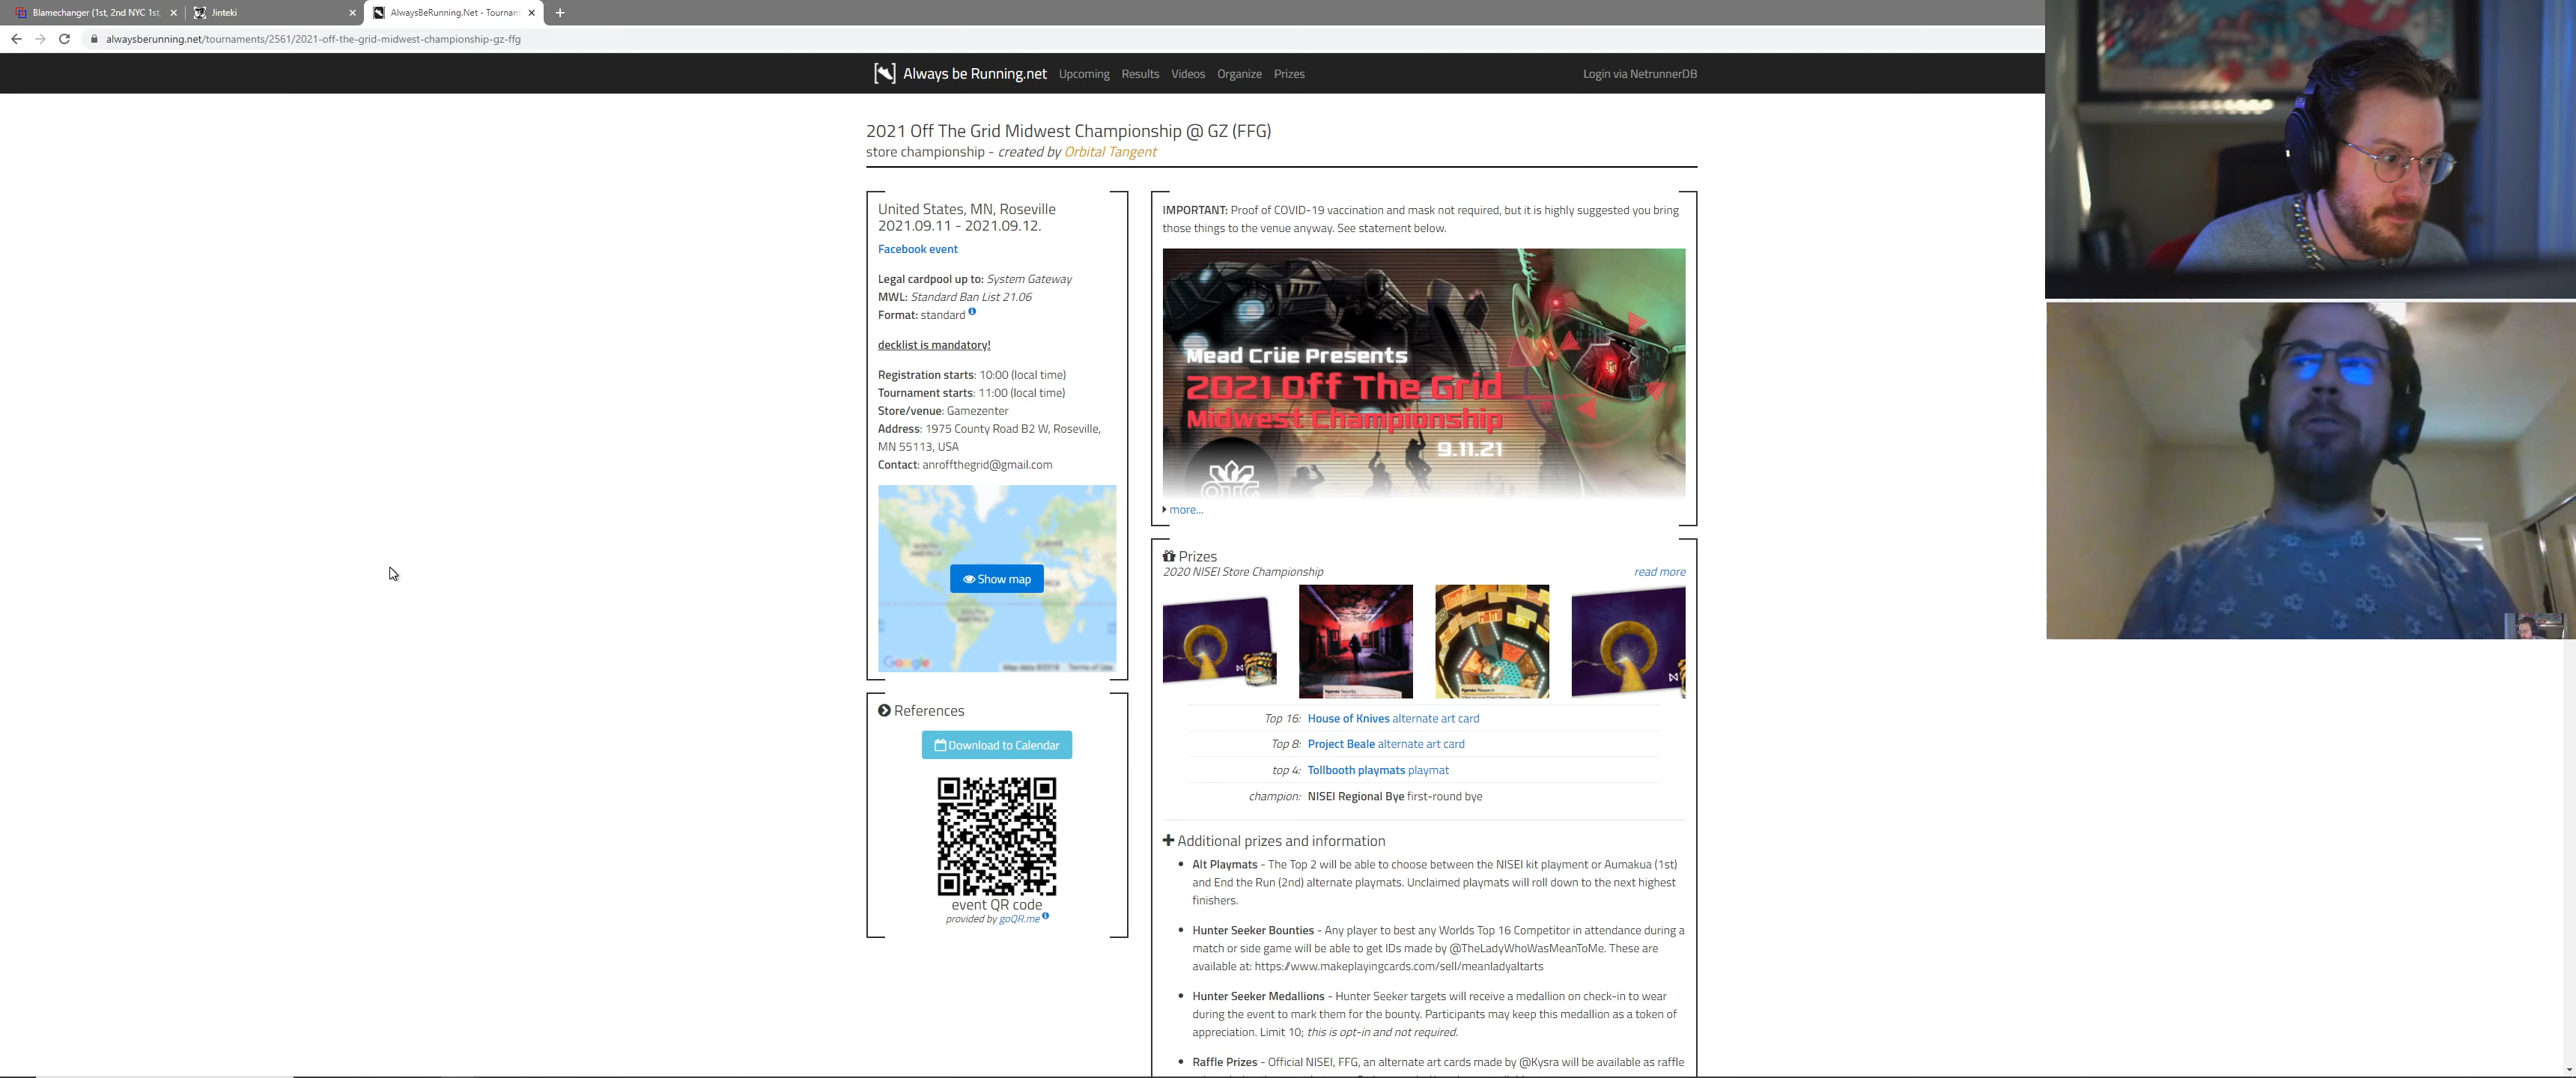 Blamechanger (1st, 2nd NYC 1st,
Jinteki
AlwaysBeRunning.Net - Tournam
alwaysberunning.net/tournaments/2561/2021-off-the-grid-midwest-championship-gz-ffg
Always be Running.net Upcoming Results Videos Organize Prizes Login via NetrunnerDB
2021 Off The Grid Midwest Championship @ GZ (FFG)
store championship - created by Orbital Tangent
United States, MN, Roseville
2021.09.11 - 2021.09.12.
Facebook event
Legal cardpool up to: System Gateway
MWL: Standard Ban List 21.06
Format: standard
decklist is mandatory!
Registration starts: 10:00 (local time)
Tournament starts: 11:00 (local time)
Store/venue: Gamezenter
Address: 1975 County Road B2 W, Roseville,
MN 55113, USA
Contact: anroffthegrid@gmail.com
Show map
Google
Map data ©2018 Terms of Use
References
Download to Calendar
event QR code
provided by goQR.me
IMPORTANT: Proof of COVID-19 vaccination and mask not required, but it is highly suggested you bring
those things to the venue anyway. See statement below.
Mead Crüe Presents
2021 Off The Grid
Midwest Championship
9.11.21
OTG
more...
Prizes
2020 NISEI Store Championship read more
Top 16: House of Knives alternate art card
Top 8: Project Beale alternate art card
top 4: Tollbooth playmats playmat
champion: NISEI Regional Bye first-round bye
Additional prizes and information
Alt Playmats - The Top 2 will be able to choose between the NISEI kit playment or Aumakua (1st)
and End the Run (2nd) alternate playmats. Unclaimed playmats will roll down to the next highest
finishers.
Hunter Seeker Bounties - Any player to best any Worlds Top 16 Competitor in attendance during a
match or side game will be able to get IDs made by @TheLadyWhoWasMeanToMe. These are
available at: https://www.makeplayingcards.com/sell/meanladyaltarts
Hunter Seeker Medallions - Hunter Seeker targets will receive a medallion on check-in to wear
during the event to mark them for the bounty. Participants may keep this medallion as a token of
appreciation. Limit 10; this is opt-in and not required.
Raffle Prizes - Official NISEI, FFG, an alternate art cards made by @Kysra will be available as raffle